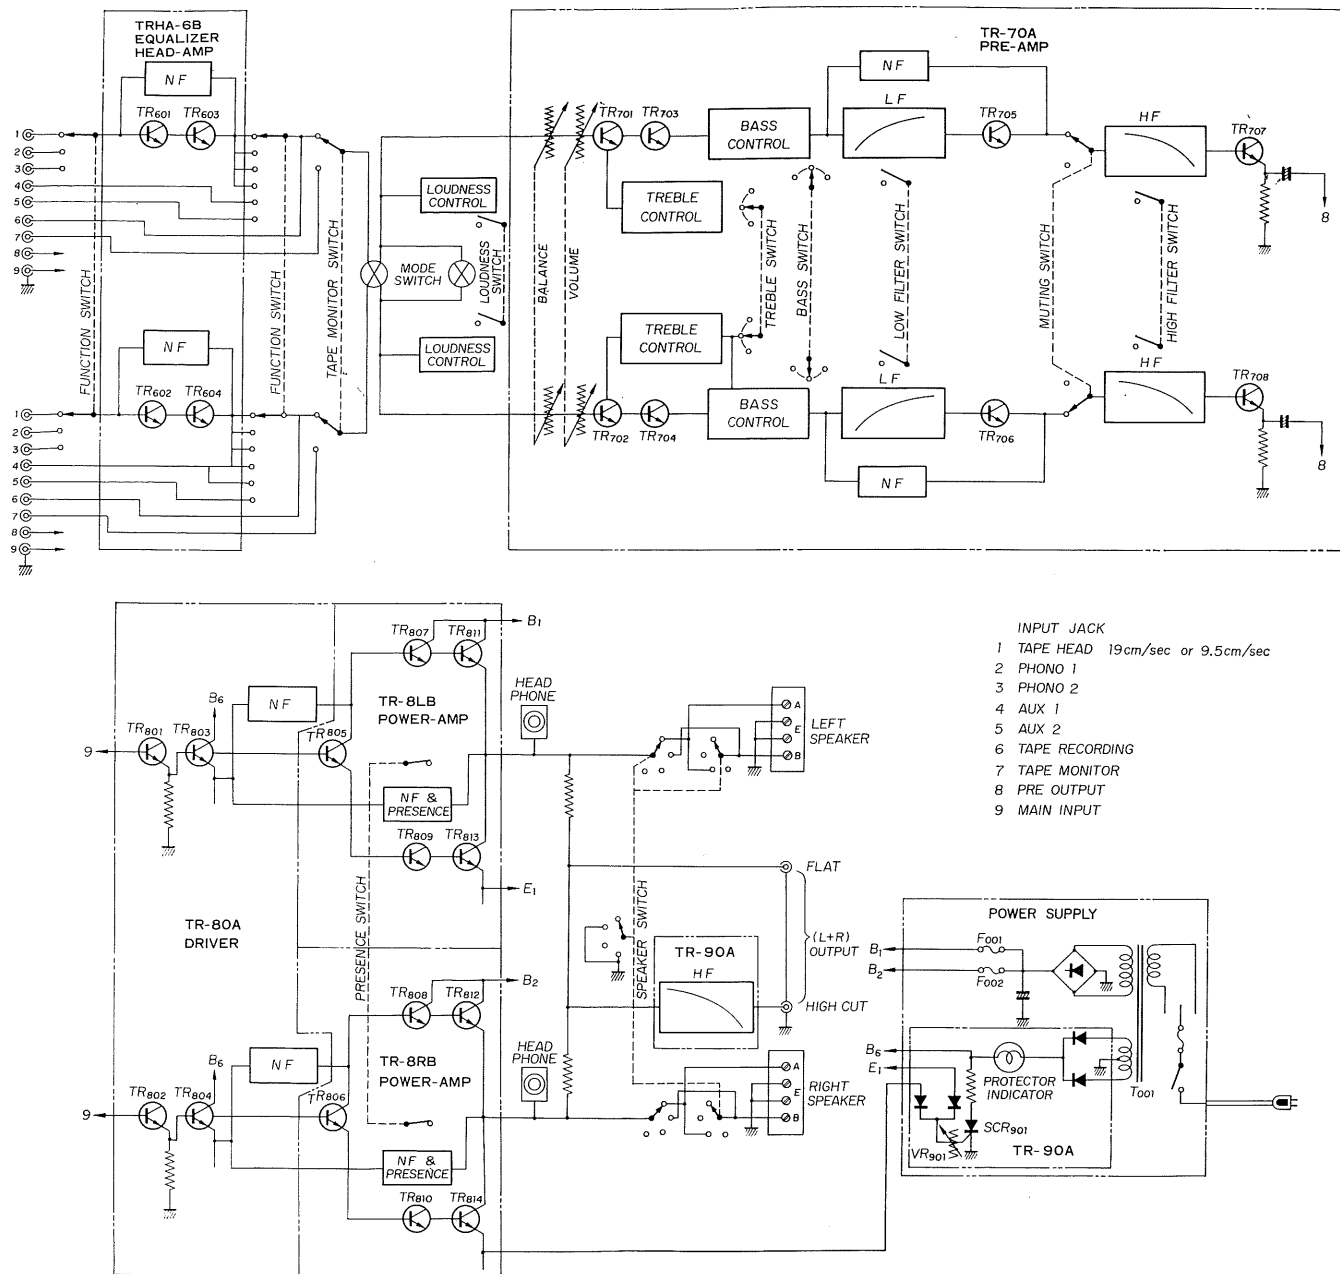 TRHA-6B
EQUALIZER
HEAD-AMP
NF
TR601
TR603
1
2
3
4
5
6
7
8
9
FUNCTION SWITCH
FUNCTION SWITCH
TAPE MONITOR SWITCH
NF
TR602
TR604
1
2
3
4
5
6
7
8
9
LOUDNESS
CONTROL
MODE
SWITCH
LOUDNESS
SWITCH
LOUDNESS
CONTROL
TR-70A
PRE-AMP
BALANCE
VOLUME
TR701
TR703
BASS
CONTROL
NF
LF
TR705
HF
TR707
8
TREBLE
CONTROL
TREBLE SWITCH
BASS SWITCH
LOW FILTER SWITCH
MUTING SWITCH
HIGH FILTER SWITCH
TREBLE
CONTROL
TR702
TR704
BASS
CONTROL
LF
TR706
NF
HF
TR708
8
TR807
TR811
B1
B6
NF
TR-8LB
POWER-AMP
9
TR801
TR803
TR805
NF &
PRESENCE
TR809
TR813
E1
TR-80A
DRIVER
PRESENCE SWITCH
TR808
TR812
B2
B6
NF
TR-8RB
POWER-AMP
9
TR802
TR804
TR806
NF &
PRESENCE
TR810
TR814
HEAD
PHONE
A
E
B
LEFT
SPEAKER
FLAT
(L+R)
OUTPUT
SPEAKER SWITCH
TR-90A
HF
HIGH CUT
HEAD
PHONE
A
E
B
RIGHT
SPEAKER
INPUT JACK
1 TAPE HEAD 19cm/sec or 9.5cm/sec
2 PHONO 1
3 PHONO 2
4 AUX 1
5 AUX 2
6 TAPE RECORDING
7 TAPE MONITOR
8 PRE OUTPUT
9 MAIN INPUT
POWER SUPPLY
B1
F001
B2
F002
B6
E1
PROTECTOR
INDICATOR
T001
SCR901
VR901
TR-90A